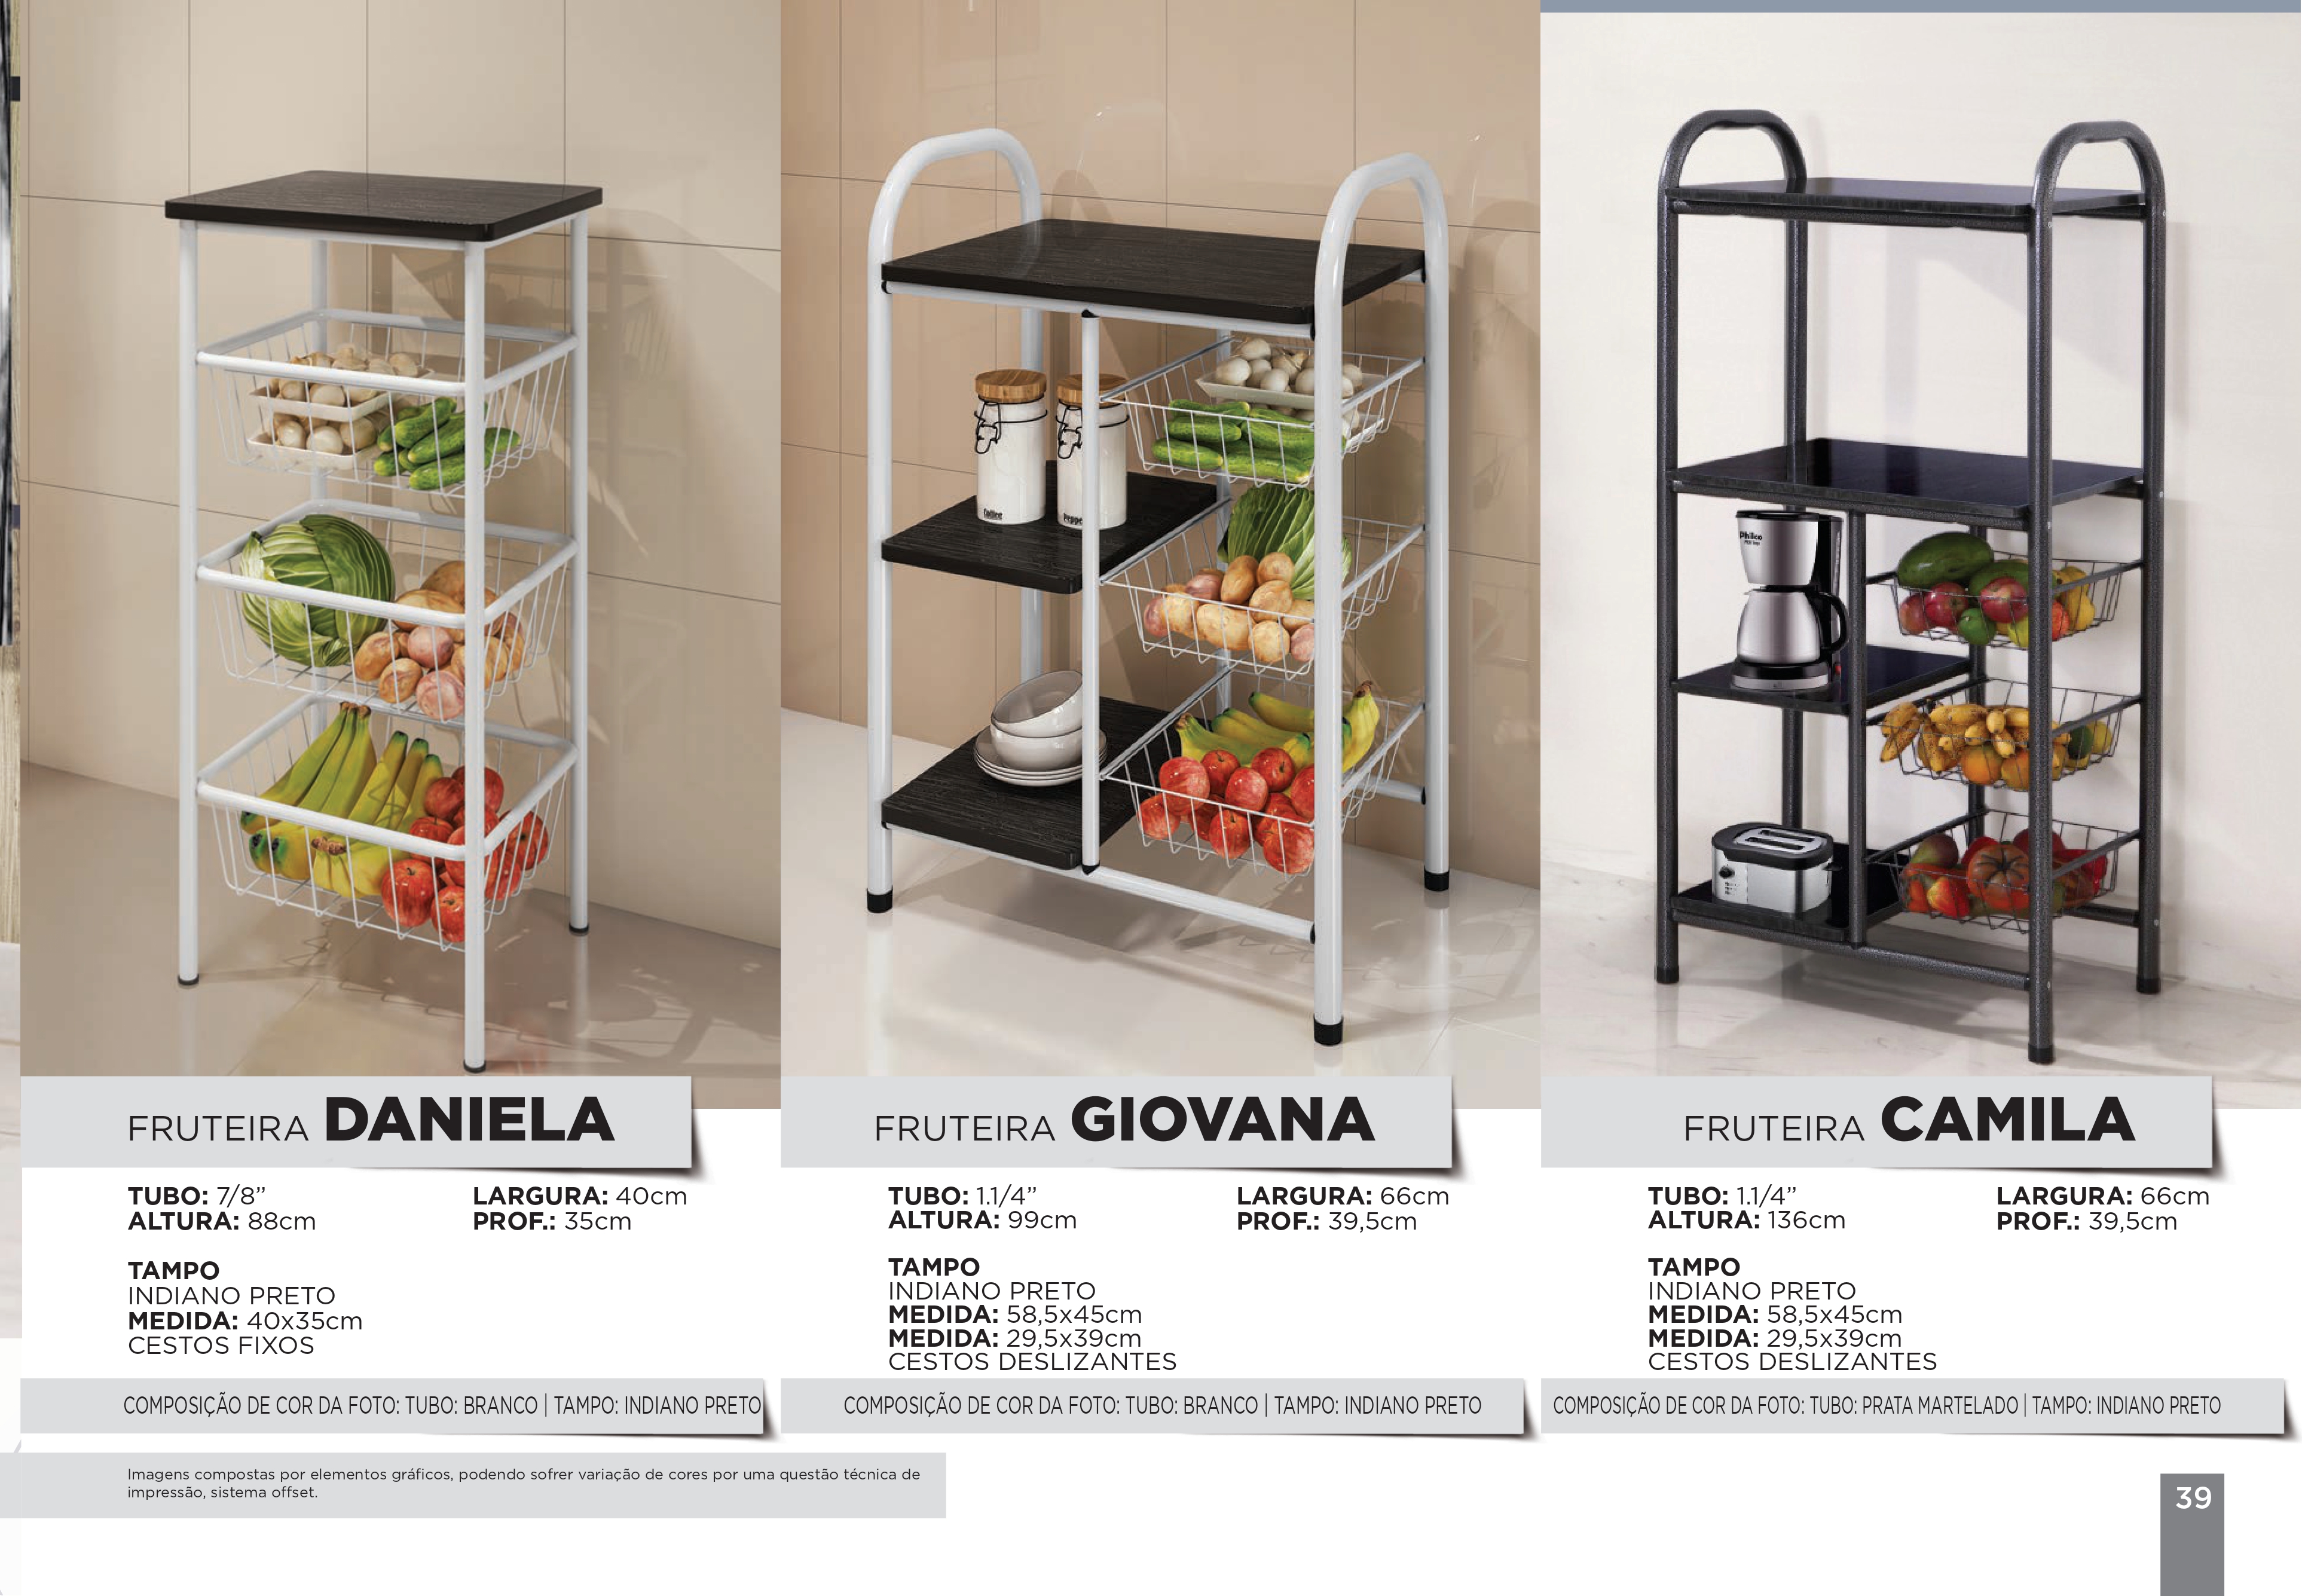 Coffee
Peppe
Philco
FRUTEIRA DANIELA
TUBO: 7/8”
ALTURA: 88cm
LARGURA: 40cm
PROF.: 35cm
TAMPO
INDIANO PRETO
MEDIDA: 40x35cm
CESTOS FIXOS
COMPOSIÇÃO DE COR DA FOTO: TUBO: BRANCO | TAMPO: INDIANO PRETO
FRUTEIRA GIOVANA
TUBO: 1.1/4”
ALTURA: 99cm
LARGURA: 66cm
PROF.: 39,5cm
TAMPO
INDIANO PRETO
MEDIDA: 58,5x45cm
MEDIDA: 29,5x39cm
CESTOS DESLIZANTES
COMPOSIÇÃO DE COR DA FOTO: TUBO: BRANCO | TAMPO: INDIANO PRETO
FRUTEIRA CAMILA
TUBO: 1.1/4”
ALTURA: 136cm
LARGURA: 66cm
PROF.: 39,5cm
TAMPO
INDIANO PRETO
MEDIDA: 58,5x45cm
MEDIDA: 29,5x39cm
CESTOS DESLIZANTES
COMPOSIÇÃO DE COR DA FOTO: TUBO: PRATA MARTELADO | TAMPO: INDIANO PRETO
Imagens compostas por elementos gráficos, podendo sofrer variação de cores por uma questão técnica de
impressão, sistema offset.
39